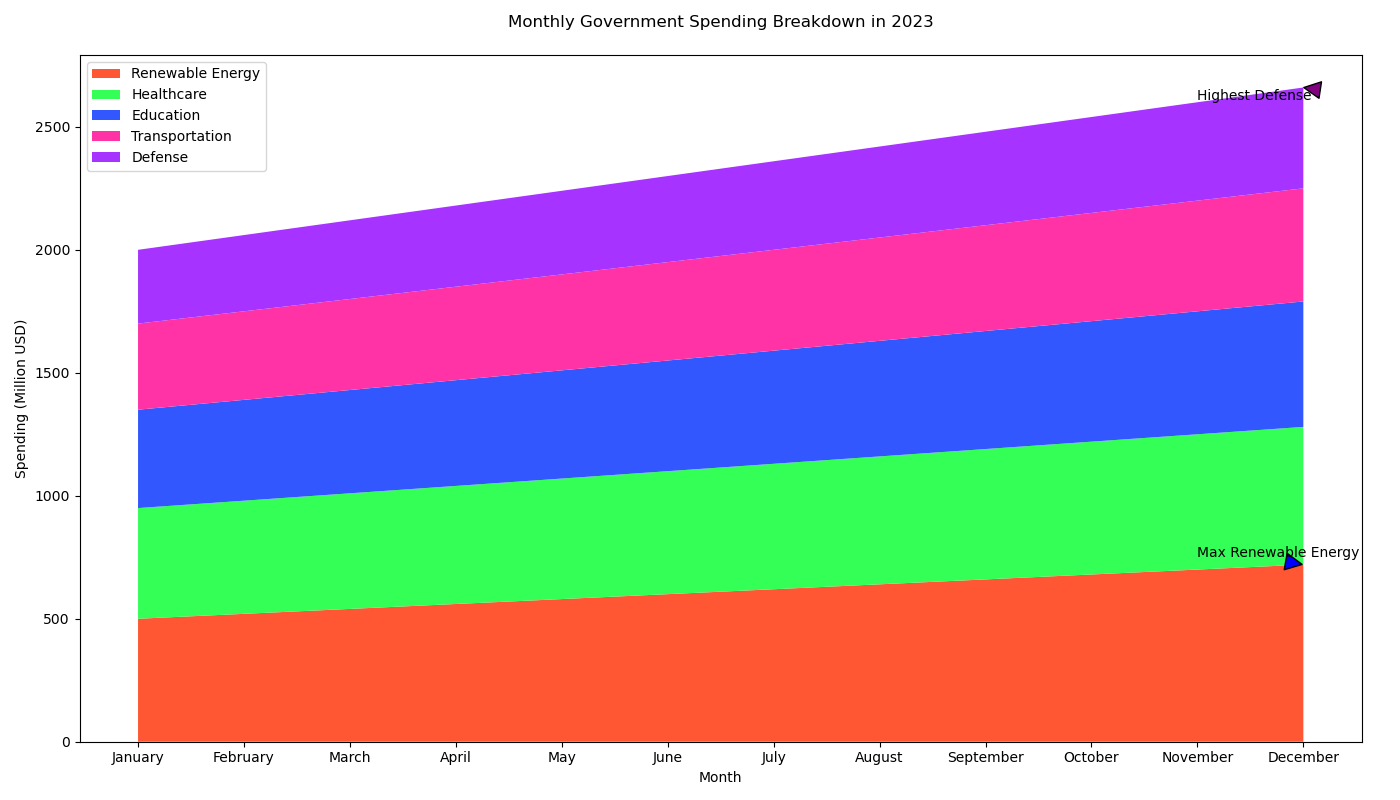 Monthly Government Spending Breakdown in 2023
Renewable Energy
Healthcare
Education
Transportation
Defense
Highest Defense
Max Renewable Energy
Spending (Million USD)
2500
2000
1500
1000
500
0
January February March April May June July August September October November December
Month